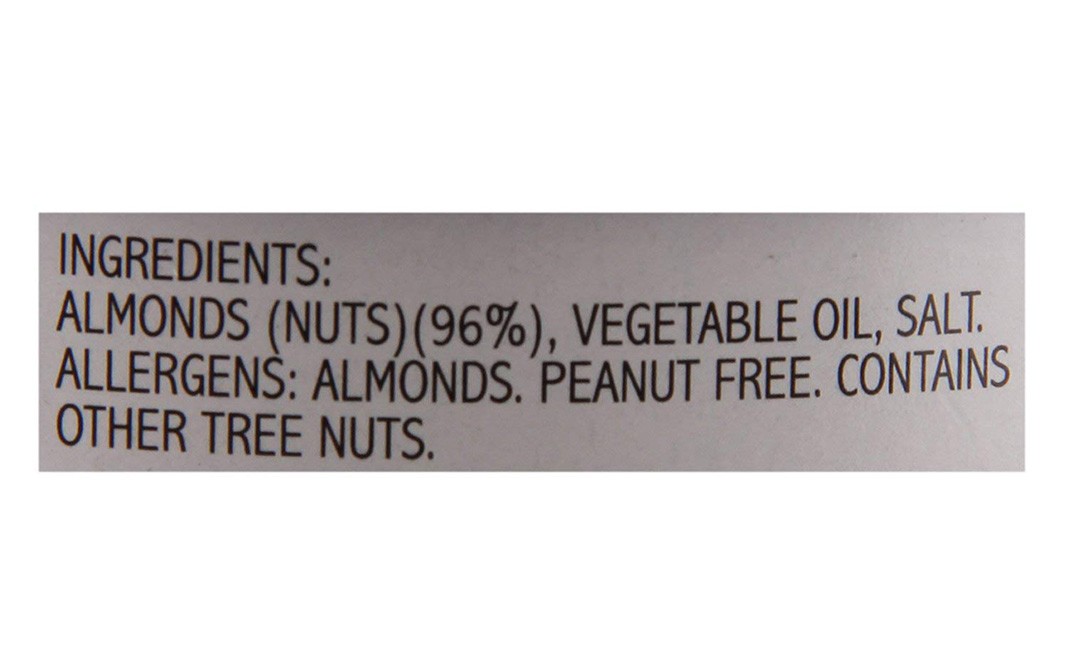 INGREDIENTS:
ALMONDS (NUTS)(96%), VEGETABLE OIL, SALT.
ALLERGENS: ALMONDS. PEANUT FREE. CONTAINS
OTHER TREE NUTS.